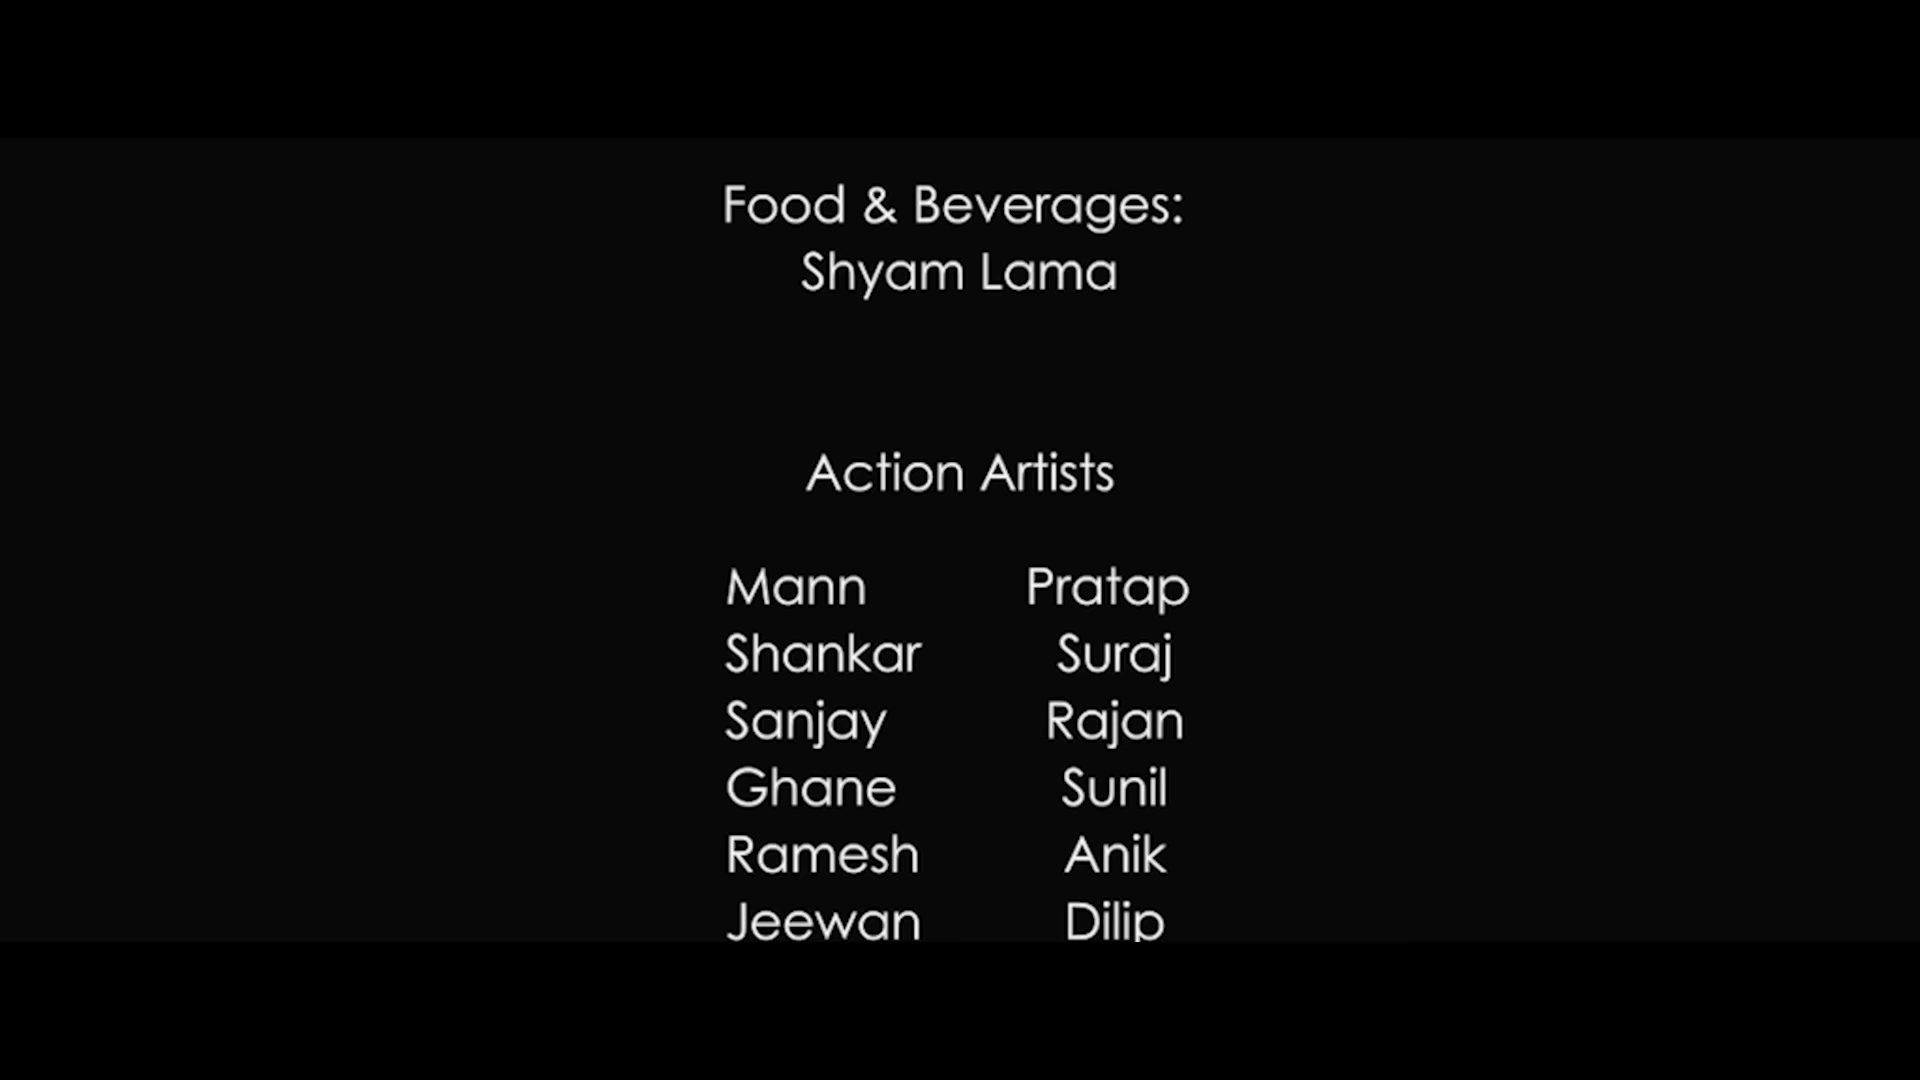 Food & Beverages:
Shyam Lama
Action Artists
Mann Pratap
Shankar Suraj
Sanjay Rajan
Ghane Sunil
Ramesh Anik
Jeewan Dilip